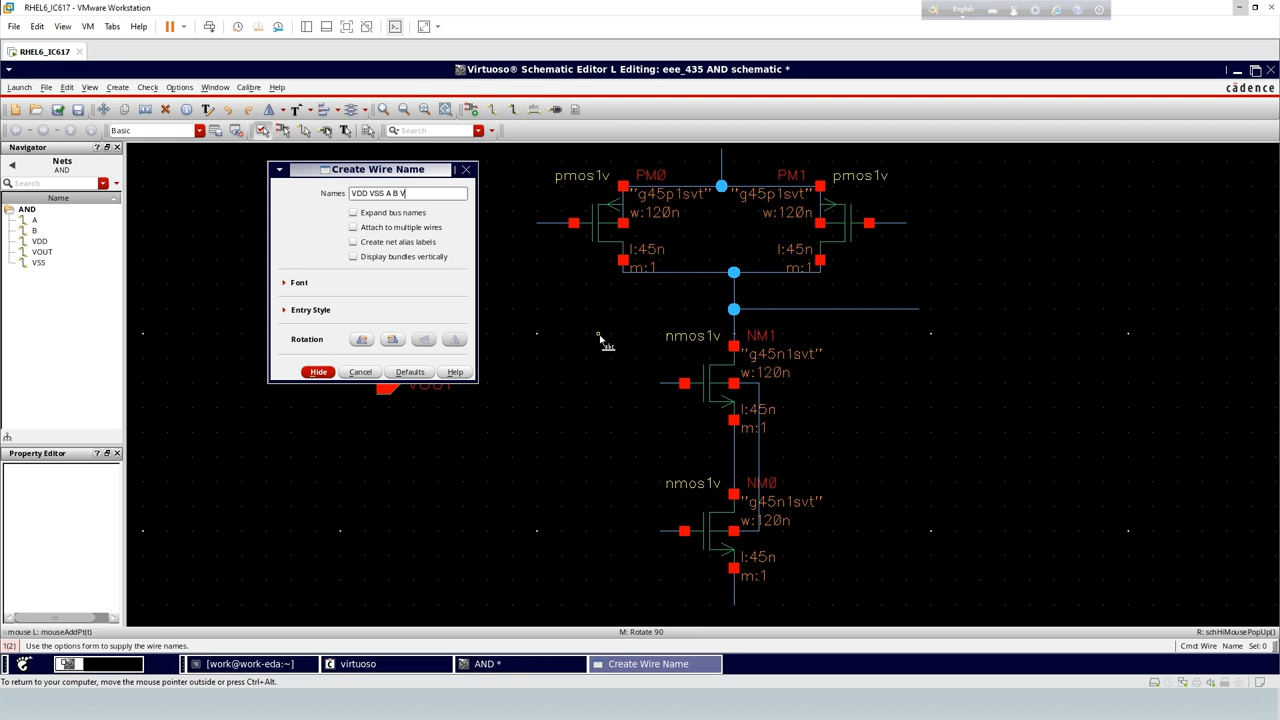 RHEL6_IC617 - VMware Workstation
English
File Edit View VM Tabs Help
RHEL6_IC617
Virtuoso® Schematic Editor L Editing: eee_435 AND schematic *
Launch File Edit View Create Check Options Window Calibre Help
cādence
Basic
Search
Navigator
Nets
AND
Search
Name
AND
A
B
VDD
VOUT
VSS
Property Editor
Create Wire Name
Names VDD VSS A B V
Expand bus names
Attach to multiple wires
Create net alias labels
Display bundles vertically
Font
Entry Style
Rotation
Hide Cancel Defaults Help
VOUT
pmos1v PM0 PM1 pmos1v
"g45p1svt" "g45p1svt"
w:120n w:120n
l:45n l:45n
m:1 m:1
nmos1v NM1
"g45n1svt"
w:120n
l:45n
m:1
nmos1v NM0
"g45n1svt"
w:120n
l:45n
m:1
mouse L: mouseAddPt(t) M: Rotate 90 R: schHiMousePopUp()
1(2) Use the options form to supply the wire names. Cmd: Wire Name Sel: 0
[work@work-eda:~] virtuoso AND * Create Wire Name
To return to your computer, move the mouse pointer outside or press Ctrl+Alt.